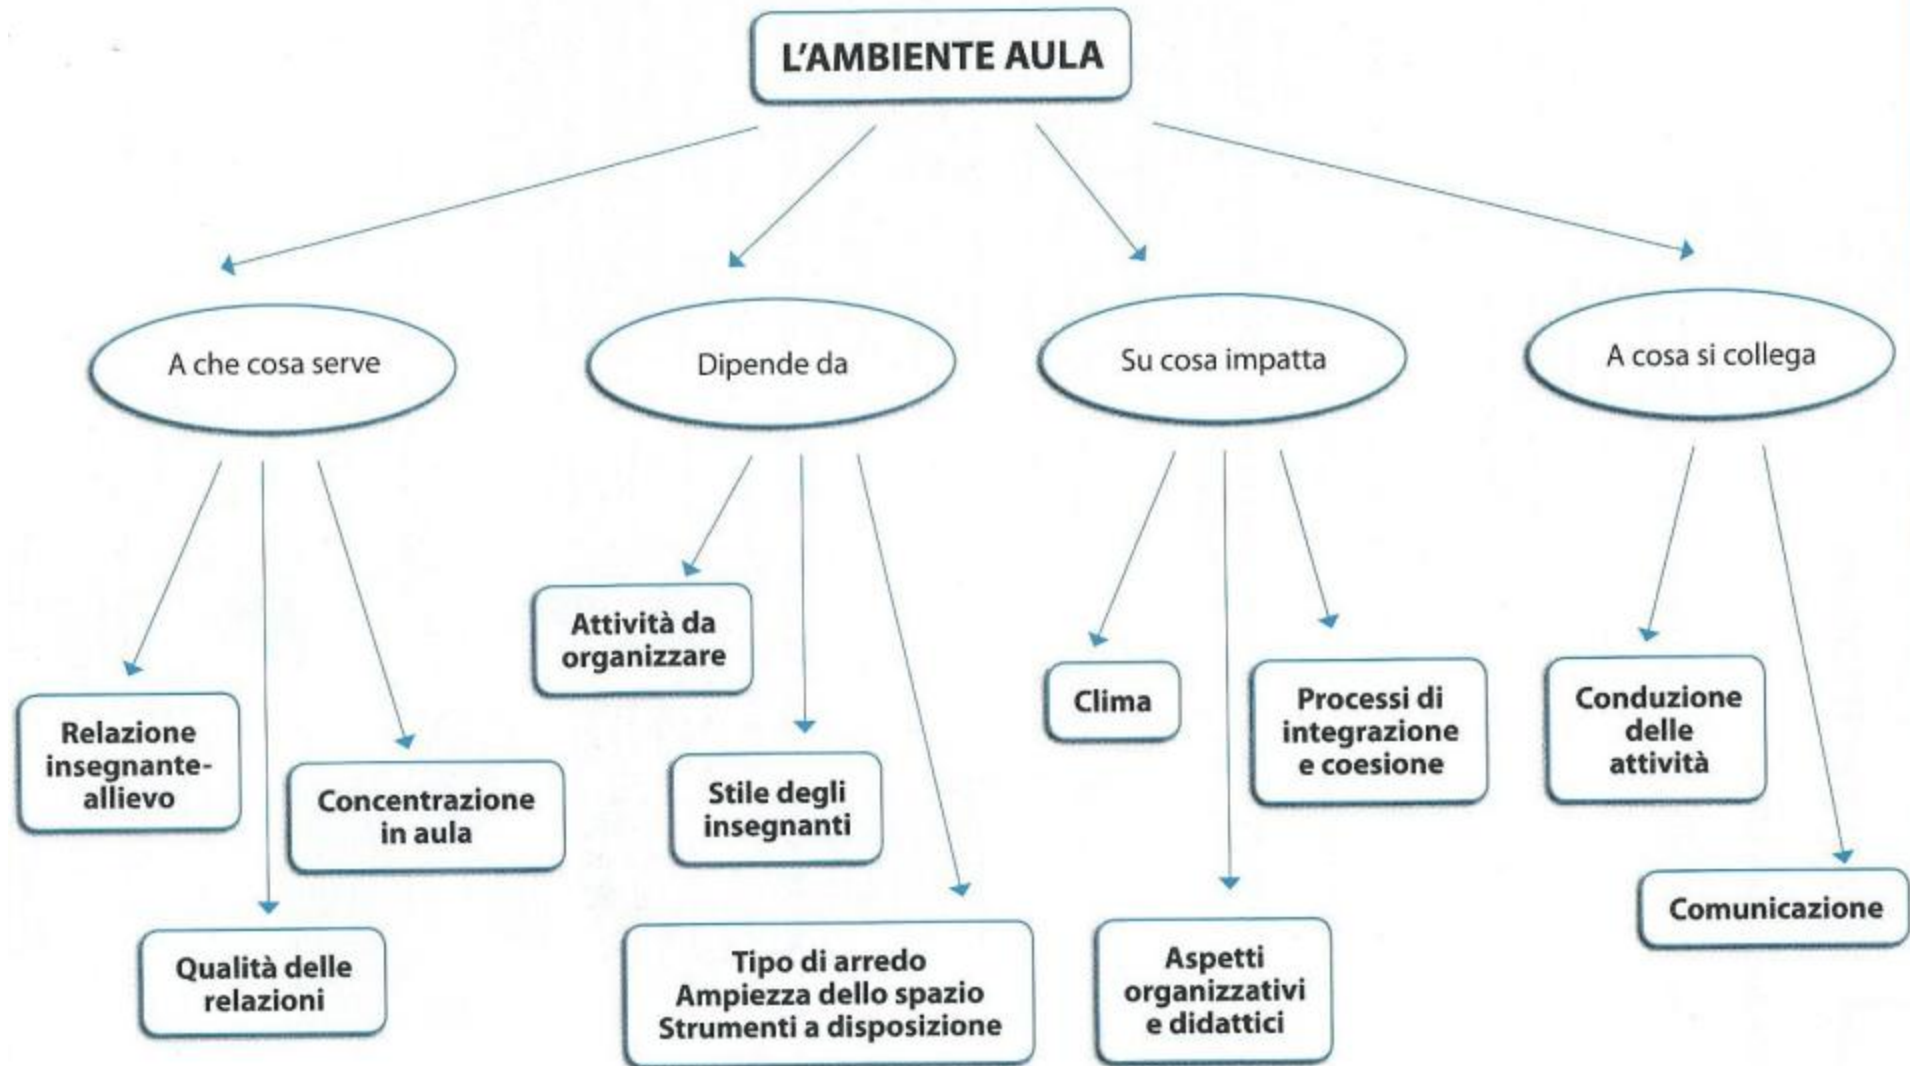 L'AMBIENTE AULA
A che cosa serve
Dipende da
Su cosa impatta
A cosa si collega
Relazione
insegnante-
allievo
Qualità delle
relazioni
Concentrazione
in aula
Attività da
organizzare
Stile degli
insegnanti
Tipo di arredo
Ampiezza dello spazio
Strumenti a disposizione
Clima
Aspetti
organizzativi
e didattici
Processi di
integrazione
e coesione
Conduzione
delle
attività
Comunicazione